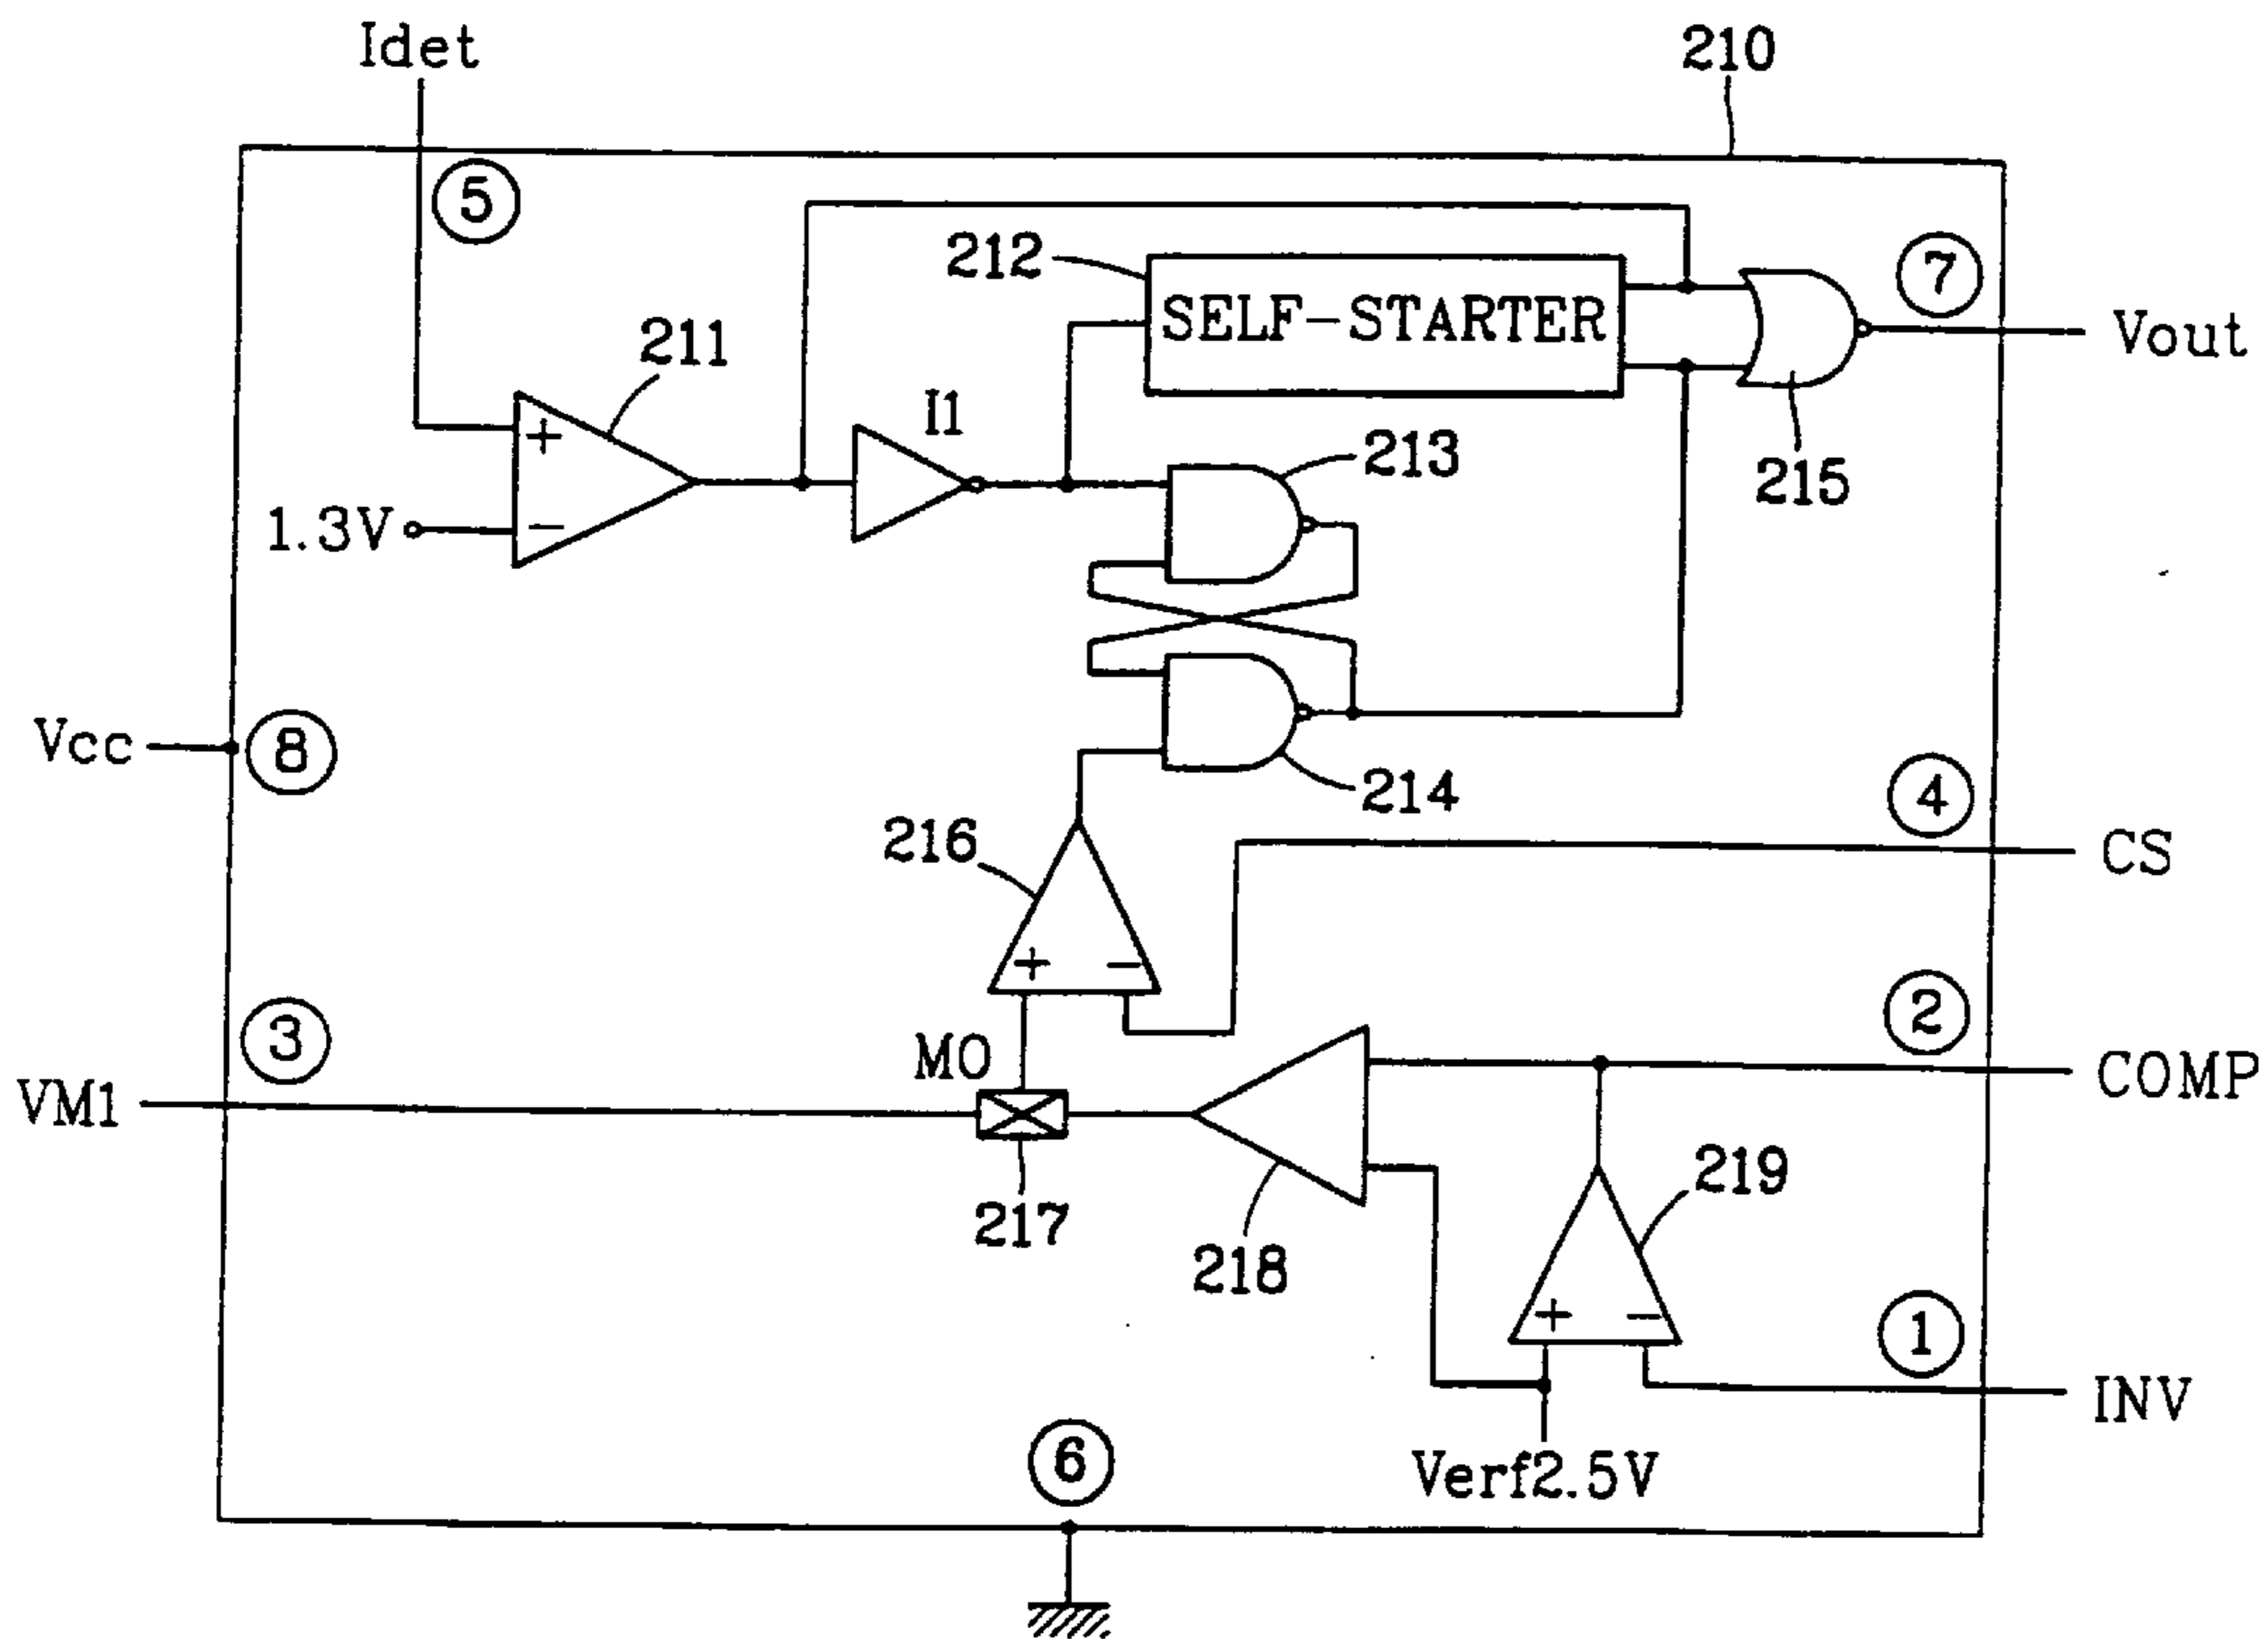 Idet
210
5
212
SELF-STARTER
7
Vout
211
+
I1
213
215
1.3V
−
Vcc
8
214
4
CS
216
+ −
2
COMP
3
MO
VM1
217
218
219
+ −
1
INV
Verf2.5V
6